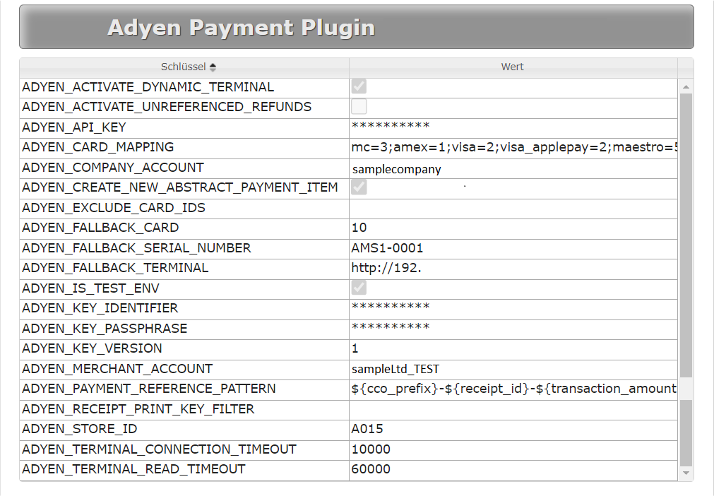 Adyen Payment Plugin
Schlüssel Wert
ADYEN_ACTIVATE_DYNAMIC_TERMINAL
ADYEN_ACTIVATE_UNREFERENCED_REFUNDS
ADYEN_API_KEY **********
ADYEN_CARD_MAPPING mc=3;amex=1;visa=2;visa_applepay=2;maestro=5
ADYEN_COMPANY_ACCOUNT samplecompany
ADYEN_CREATE_NEW_ABSTRACT_PAYMENT_ITEM
ADYEN_EXCLUDE_CARD_IDS
ADYEN_FALLBACK_CARD 10
ADYEN_FALLBACK_SERIAL_NUMBER AMS1-0001
ADYEN_FALLBACK_TERMINAL http://192.
ADYEN_IS_TEST_ENV
ADYEN_KEY_IDENTIFIER **********
ADYEN_KEY_PASSPHRASE **********
ADYEN_KEY_VERSION 1
ADYEN_MERCHANT_ACCOUNT sampleLtd_TEST
ADYEN_PAYMENT_REFERENCE_PATTERN ${cco_prefix}-${receipt_id}-${transaction_amount
ADYEN_RECEIPT_PRINT_KEY_FILTER
ADYEN_STORE_ID A015
ADYEN_TERMINAL_CONNECTION_TIMEOUT 10000
ADYEN_TERMINAL_READ_TIMEOUT 60000